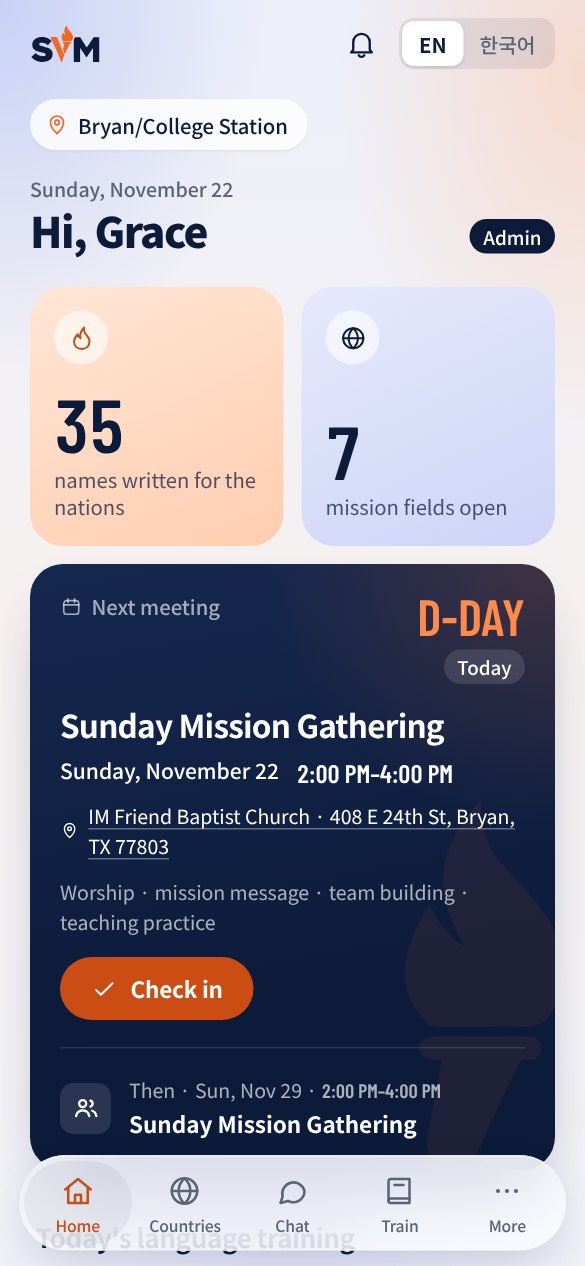 SVM
EN
한국어
Bryan/College Station
Sunday, November 22
Hi, Grace
Admin
35
names written for the
nations
7
mission fields open
Next meeting
D-DAY
Today
Sunday Mission Gathering
Sunday, November 22 2:00 PM–4:00 PM
IM Friend Baptist Church · 408 E 24th St, Bryan,
TX 77803
Worship · mission message · team building ·
teaching practice
Check in
Then · Sun, Nov 29 · 2:00 PM–4:00 PM
Sunday Mission Gathering
Home
Countries
Chat
Train
More
Today's language training